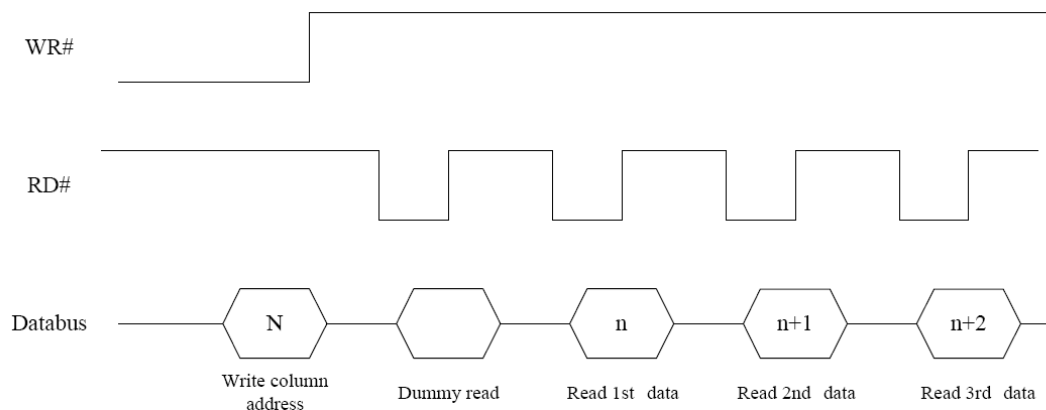 WR#
RD#
Databus
N
n
n+1
n+2
Write column
address
Dummy read
Read 1st data
Read 2nd data
Read 3rd data